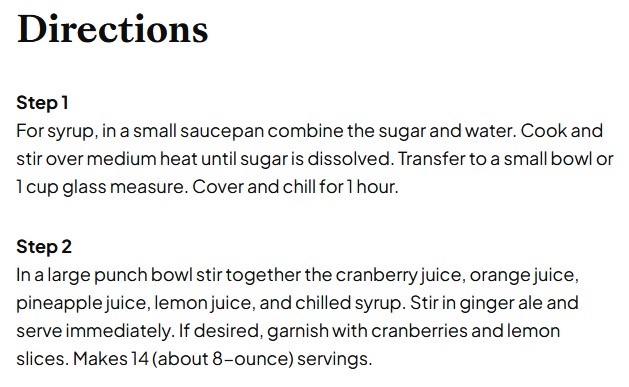 Directions
Step 1
For syrup, in a small saucepan combine the sugar and water. Cook and
stir over medium heat until sugar is dissolved. Transfer to a small bowl or
1 cup glass measure. Cover and chill for 1 hour.
Step 2
In a large punch bowl stir together the cranberry juice, orange juice,
pineapple juice, lemon juice, and chilled syrup. Stir in ginger ale and
serve immediately. If desired, garnish with cranberries and lemon
slices. Makes 14 (about 8–ounce) servings.